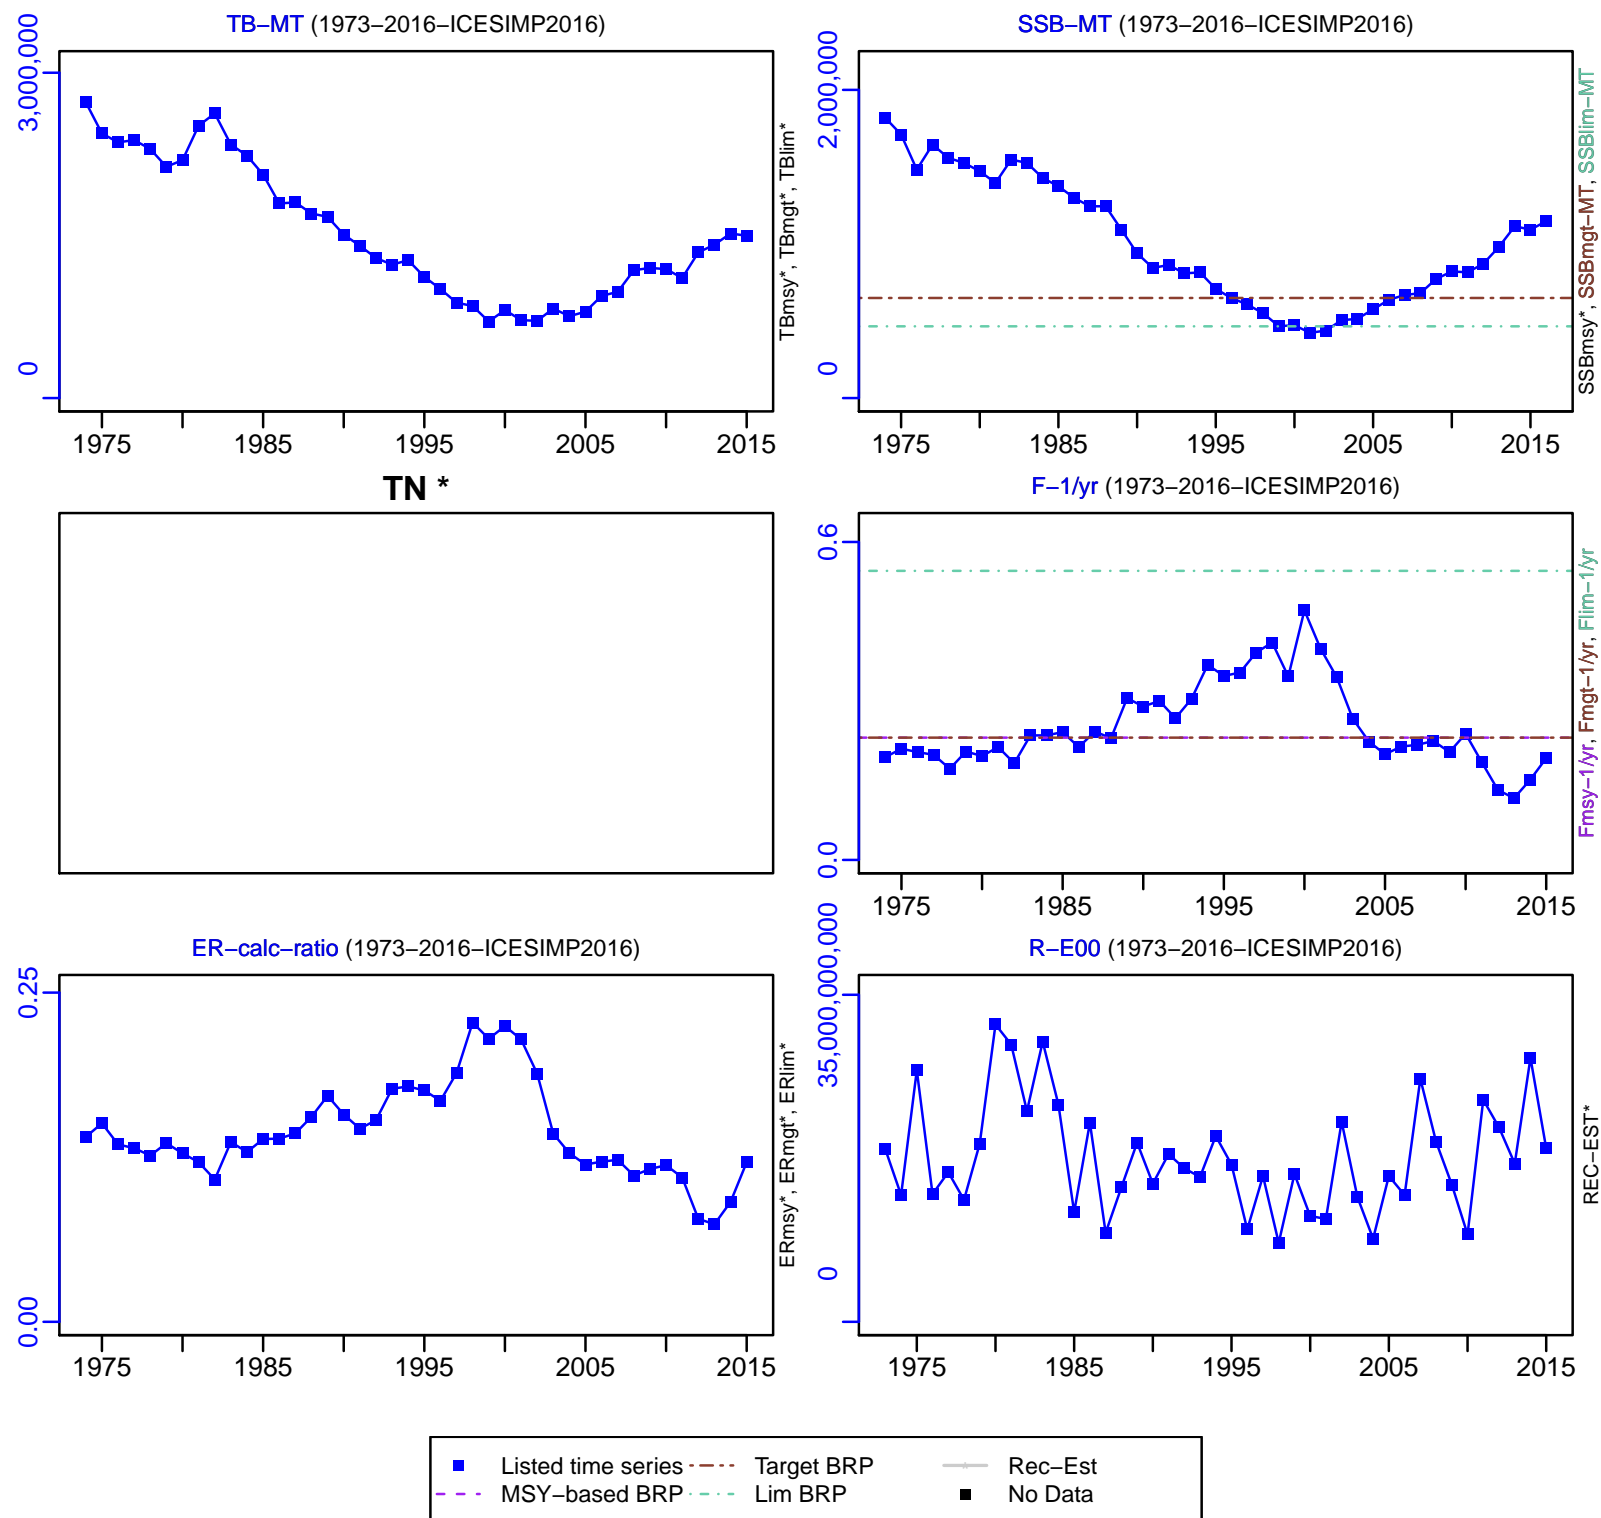 TB−MT (1973−2016−ICESIMP2016)
3,000,000
0
TBmsy*, TBmgt*, TBlim*
1975 1985 1995 2005 2015
SSB−MT (1973−2016−ICESIMP2016)
2,000,000
0
SSBmsy*, SSBmgt−MT, SSBlim−MT
1975 1985 1995 2005 2015
TN *
F−1/yr (1973−2016−ICESIMP2016)
0.6
0.0
Fmsy−1/yr, Fmgt−1/yr, Flim−1/yr
1975 1985 1995 2005 2015
ER−calc−ratio (1973−2016−ICESIMP2016)
0.25
0.00
ERmsy*, ERmgt*, ERlim*
1975 1985 1995 2005 2015
R−E00 (1973−2016−ICESIMP2016)
35,000,000,000
0
REC−EST*
1975 1985 1995 2005 2015
Listed time series Target BRP Rec−Est
MSY−based BRP Lim BRP No Data